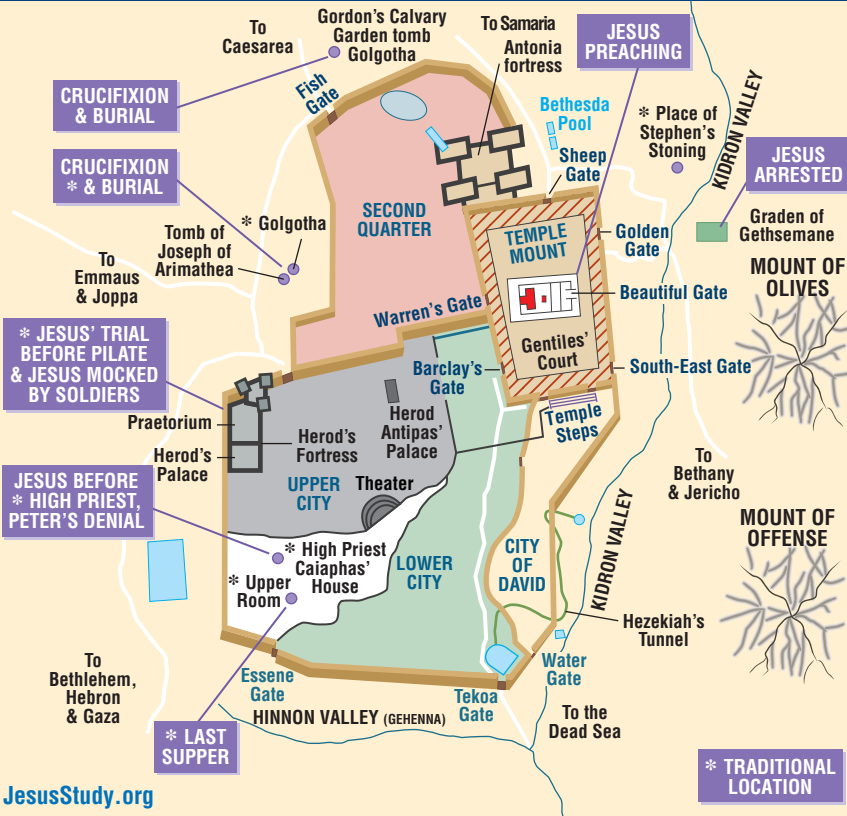 To
Caesarea
Gordon's Calvary
Garden tomb
Golgotha
To Samaria
Antonia
fortress
JESUS
PREACHING
CRUCIFIXION
& BURIAL
Fish
Gate
Bethesda
Pool
* Place of
Stephen's
Stoning
KIDRON VALLEY
JESUS
ARRESTED
CRUCIFIXION
* & BURIAL
Sheep
Gate
SECOND
QUARTER
* Golgotha
Tomb of
Joseph of
Arimathea
To
Emmaus
& Joppa
TEMPLE
MOUNT
Golden
Gate
Graden of
Gethsemane
MOUNT OF
OLIVES
Beautiful Gate
Warren's Gate
Gentiles'
Court
* JESUS' TRIAL
BEFORE PILATE
& JESUS MOCKED
BY SOLDIERS
Barclay's
Gate
South-East Gate
Praetorium
Herod's
Palace
Herod's
Fortress
Herod
Antipas'
Palace
Temple
Steps
To
Bethany
& Jericho
JESUS BEFORE
* HIGH PRIEST,
PETER'S DENIAL
UPPER
CITY
Theater
MOUNT OF
OFFENSE
* High Priest
Caiaphas'
House
LOWER
CITY
CITY
OF
DAVID
KIDRON VALLEY
* Upper
Room
Hezekiah's
Tunnel
To
Bethlehem,
Hebron
& Gaza
Essene
Gate
Water
Gate
Tekoa
Gate
HINNON VALLEY (GEHENNA)
To the
Dead Sea
* LAST
SUPPER
* TRADITIONAL
LOCATION
JesusStudy.org